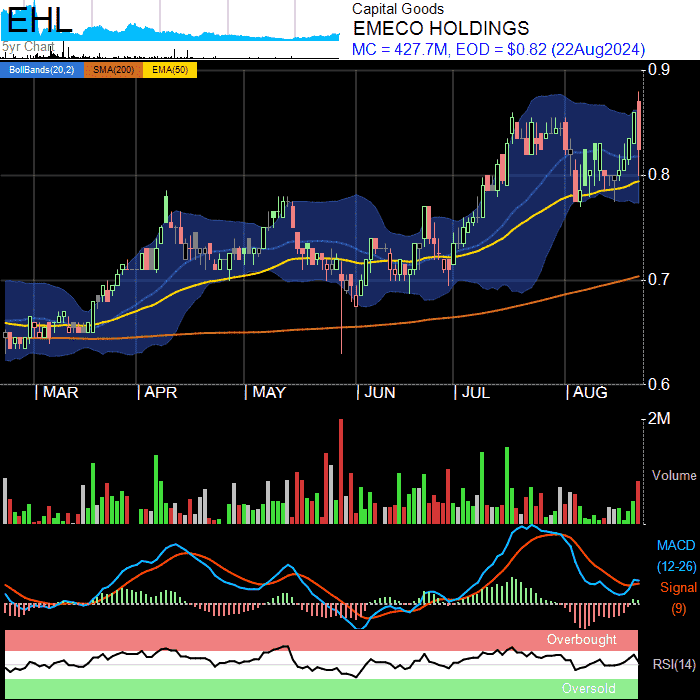 EHL
5yr Chart
Capital Goods
EMECO HOLDINGS
MC = 427.7M, EOD = $0.82 (22Aug2024)
BollBands(20,2) SMA(200) EMA(50)
0.9
0.8
0.7
0.6
MAR APR MAY JUN JUL AUG
2M
Volume
MACD
(12-26)
Signal
(9)
Overbought
RSI(14)
Oversold